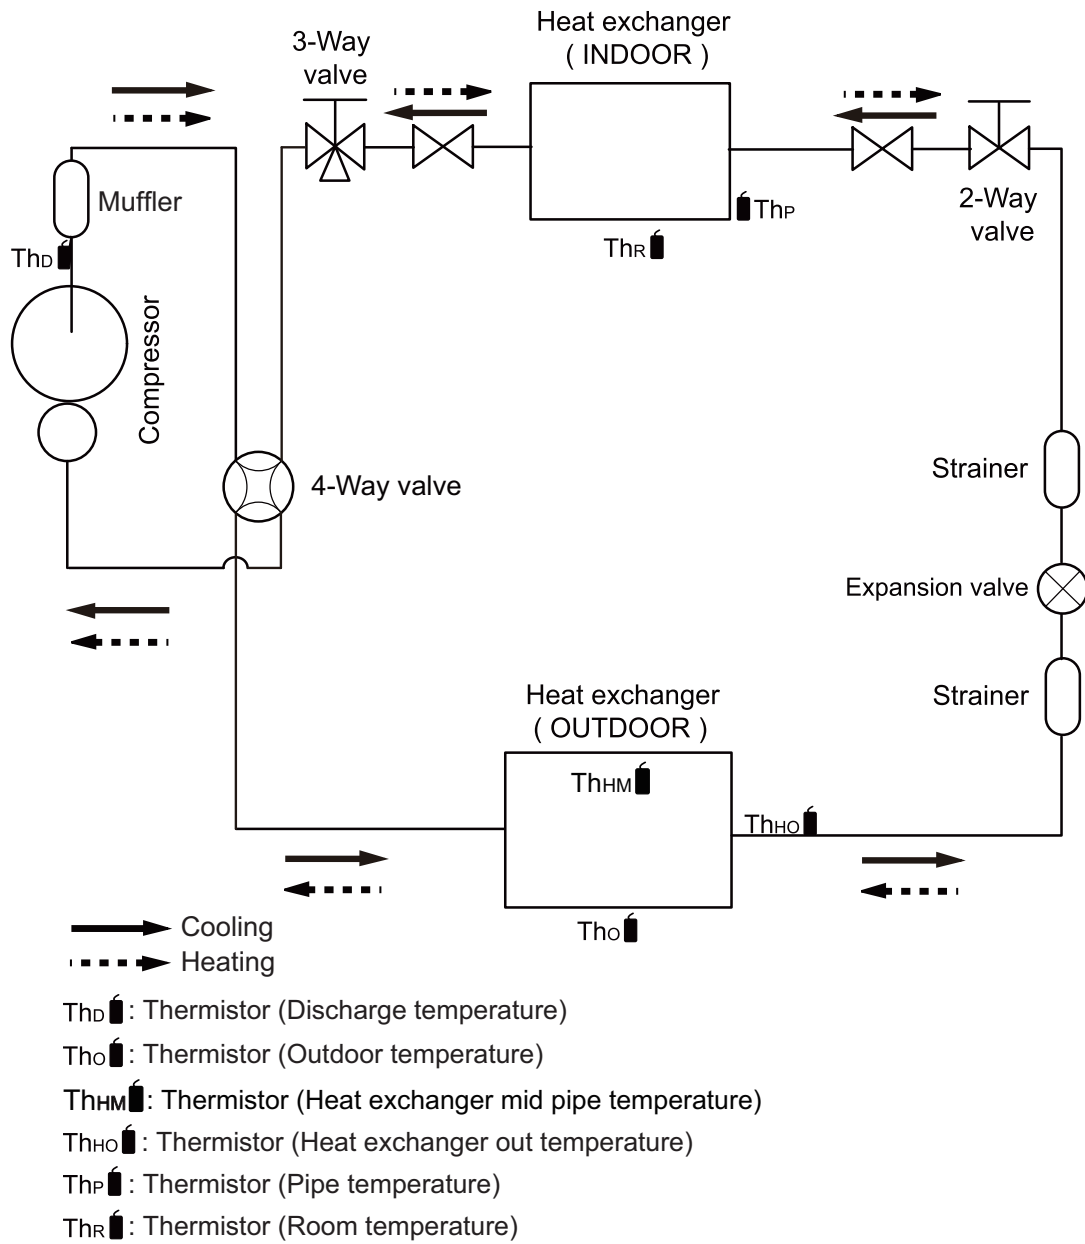 Heat exchanger
( INDOOR )
3-Way
valve
Muffler
ThD
Compressor
ThP
ThR
2-Way
valve
4-Way valve
Strainer
Expansion valve
Strainer
Heat exchanger
( OUTDOOR )
ThHM
ThHO
ThO
Cooling
Heating
ThD : Thermistor (Discharge temperature)
ThO : Thermistor (Outdoor temperature)
ThHM : Thermistor (Heat exchanger mid pipe temperature)
ThHO : Thermistor (Heat exchanger out temperature)
ThP : Thermistor (Pipe temperature)
ThR : Thermistor (Room temperature)